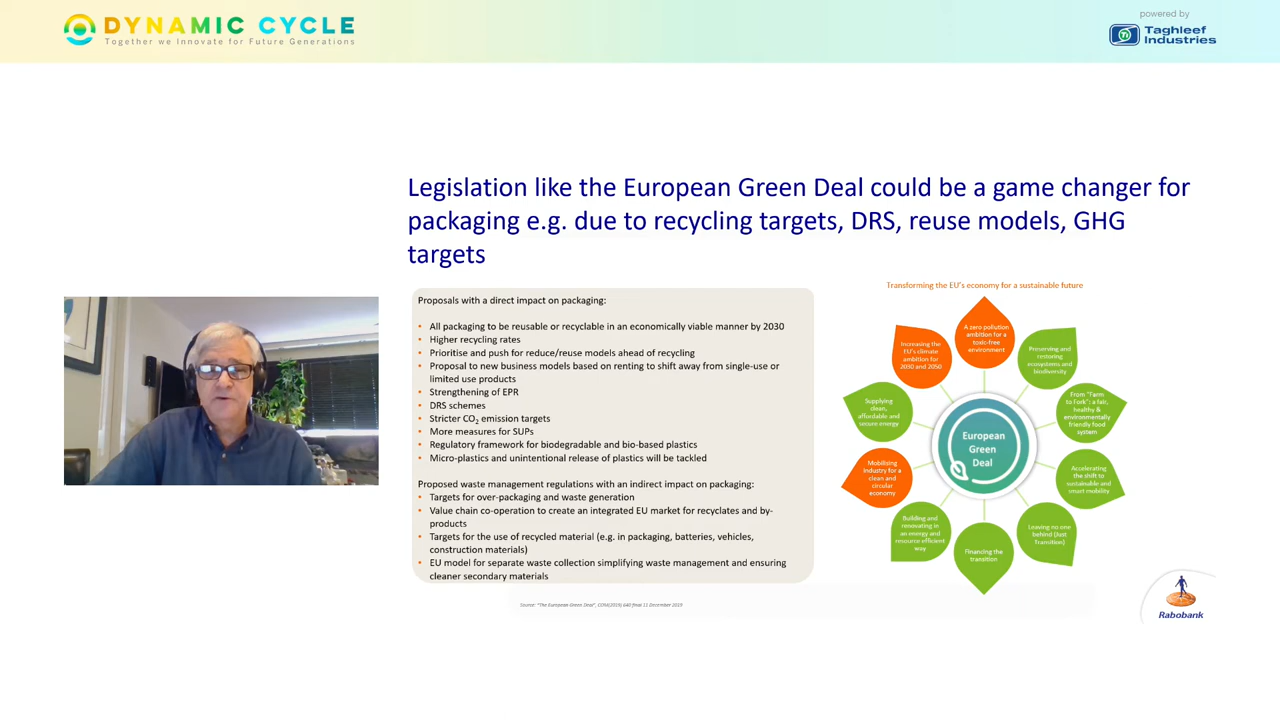 DYNAMIC CYCLE
Together we Innovate for Future Generations
powered by
Ti
Taghleef
Industries
Legislation like the European Green Deal could be a game changer for
packaging e.g. due to recycling targets, DRS, reuse models, GHG
targets
Proposals with a direct impact on packaging:
• All packaging to be reusable or recyclable in an economically viable manner by 2030
• Higher recycling rates
• Prioritise and push for reduce/reuse models ahead of recycling
• Proposal to new business models based on renting to shift away from single-use or
limited use products
• Strengthening of EPR
• DRS schemes
• Stricter CO2 emission targets
• More measures for SUPs
• Regulatory framework for biodegradable and bio-based plastics
• Micro-plastics and unintentional release of plastics will be tackled
Proposed waste management regulations with an indirect impact on packaging:
• Targets for over-packaging and waste generation
• Value chain co-operation to create an integrated EU market for recyclates and by-
products
• Targets for the use of recycled material (e.g. in packaging, batteries, vehicles,
construction materials)
• EU model for separate waste collection simplifying waste management and ensuring
cleaner secondary materials
Transforming the EU's economy for a sustainable future
A zero pollution
ambition for a
toxic-free
environment
Preserving and
restoring
ecosystems and
biodiversity
From "Farm
to Fork": a fair,
healthy &
environmentally
friendly food
system
Accelerating
the shift to
sustainable and
smart mobility
Leaving no one
behind (Just
Transition)
Financing the
transition
Building and
renovating in
an energy and
resource efficient
way
Mobilising
industry for a
clean and
circular
economy
Supplying
clean,
affordable and
secure energy
Increasing the
EU's climate
ambition for
2030 and 2050
European
Green
Deal
Source: "The European Green Deal", COM(2019) 640 final 11 December 2019
Rabobank